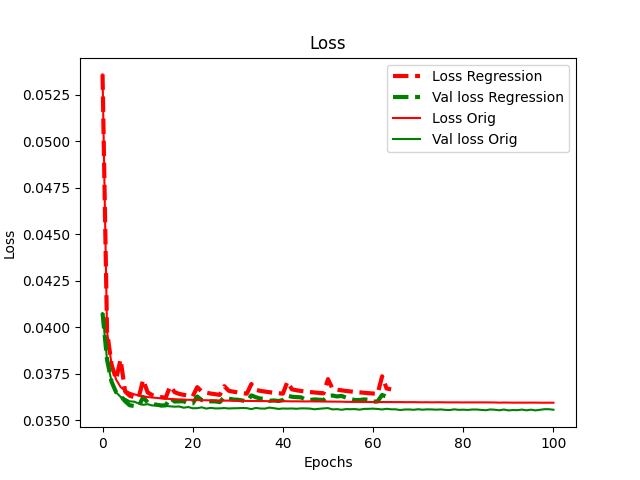 Loss
Loss Regression
Val loss Regression
Loss Orig
Val loss Orig
0.0525
0.0500
0.0475
0.0450
0.0425
0.0400
0.0375
0.0350
Loss
0 20 40 60 80 100
Epochs